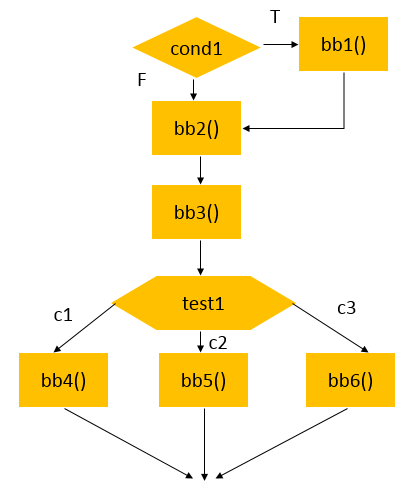 T
cond1
bb1()
F
bb2()
bb3()
test1
c1
c2
c3
bb4()
bb5()
bb6()